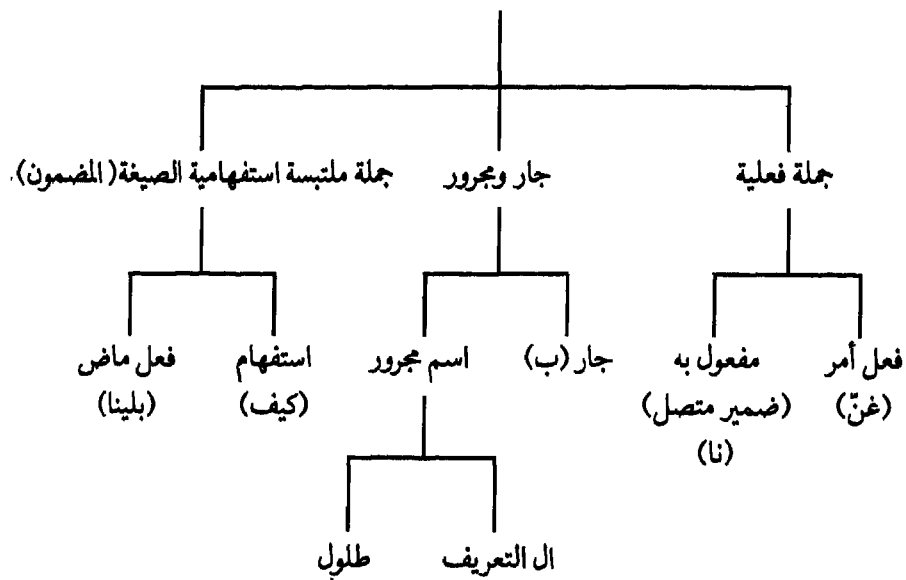 جملة فعلية جار ومجرور جملة ملتبسة استفهامية الصيغة (المضمون).
فعل أمر مفعول به جار (ب) اسم مجرور استفهام فعل ماض
(غنّ) (ضمير متصل) (كيف) (بلينا)
(نا)
ال التعريف طلولِ